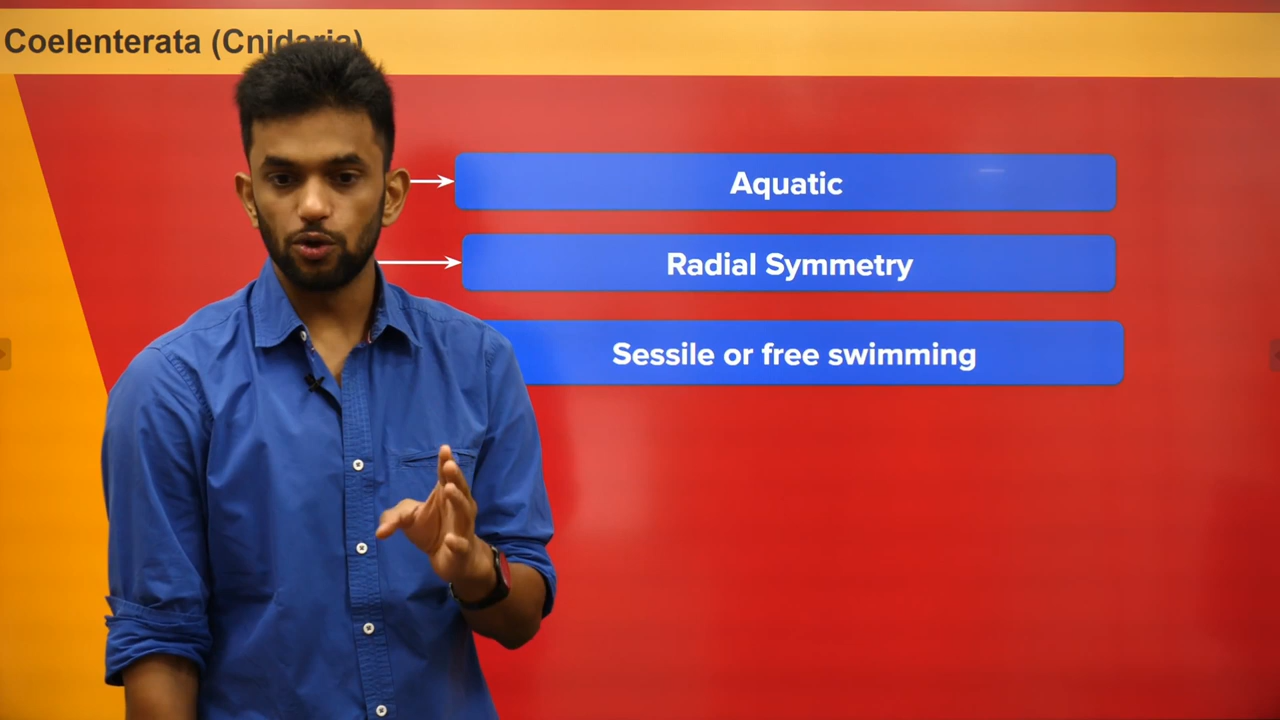 Coelenterata (Cnidaria)
Aquatic
Radial Symmetry
Sessile or free swimming